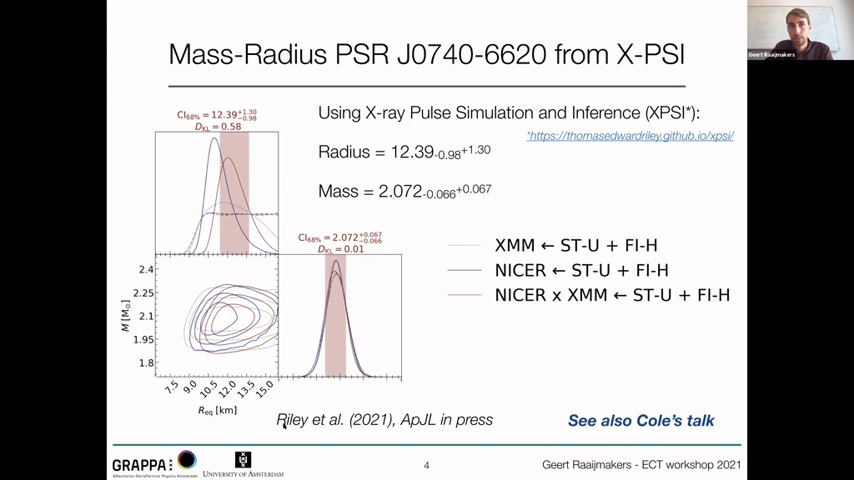 Mass-Radius PSR J0740-6620 from X-PSI
CI68% = 12.39+1.30-0.98
DKL = 0.58
Using X-ray Pulse Simulation and Inference (XPSI*):
*https://thomasedwardriley.github.io/xpsi/
Radius = 12.39-0.98+1.30
Mass = 2.072-0.066+0.067
CI68% = 2.072+0.067-0.066
DKL = 0.01
XMM ← ST-U + FI-H
NICER ← ST-U + FI-H
NICER x XMM ← ST-U + FI-H
M [M☉]
2.4
2.25
2.1
1.95
1.8
7.5 9.0 10.5 12.0 13.5 15.0
Req [km]
Riley et al. (2021), ApJL in press
See also Cole's talk
GRAPPA
UNIVERSITY OF AMSTERDAM
4
Geert Raaijmakers - ECT workshop 2021
Geert Raaijmakers